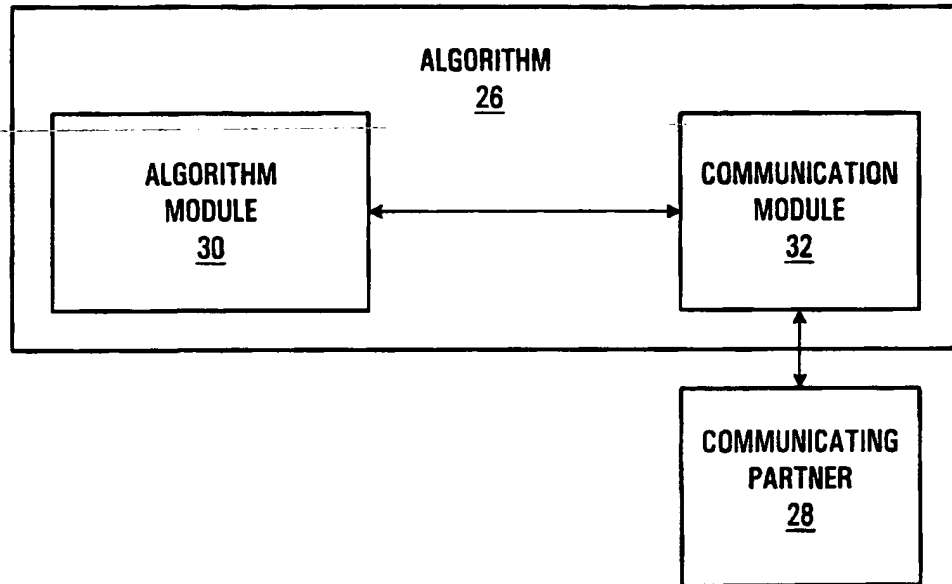 ALGORITHM
26
ALGORITHM
MODULE
30
COMMUNICATION
MODULE
32
COMMUNICATING
PARTNER
28